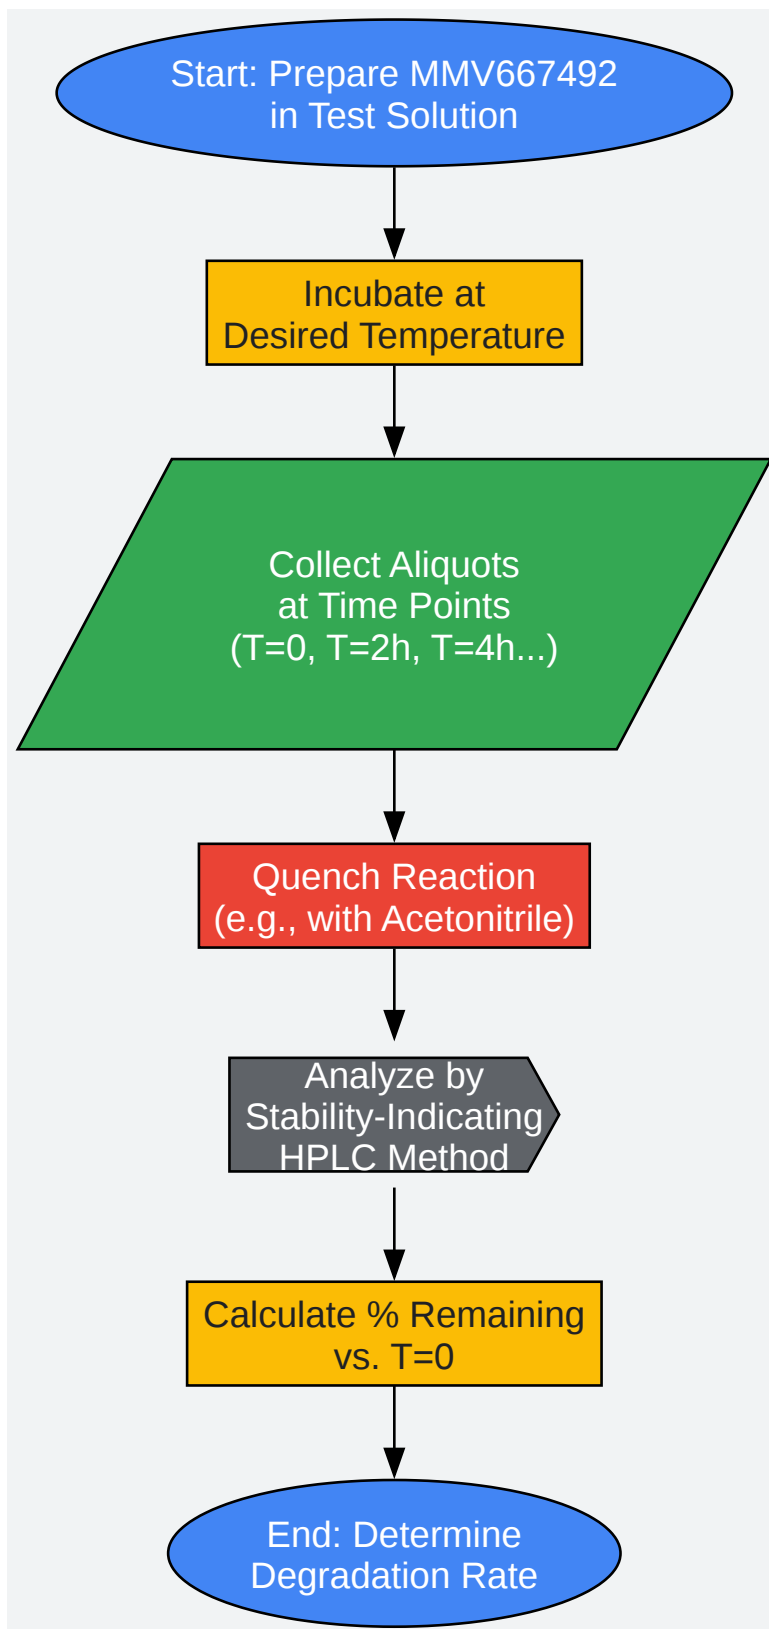 Start: Prepare MMV667492
in Test Solution
Incubate at
Desired Temperature
Collect Aliquots
at Time Points
(T=0, T=2h, T=4h...)
Quench Reaction
(e.g., with Acetonitrile)
Analyze by
Stability-Indicating
HPLC Method
Calculate % Remaining
vs. T=0
End: Determine
Degradation Rate